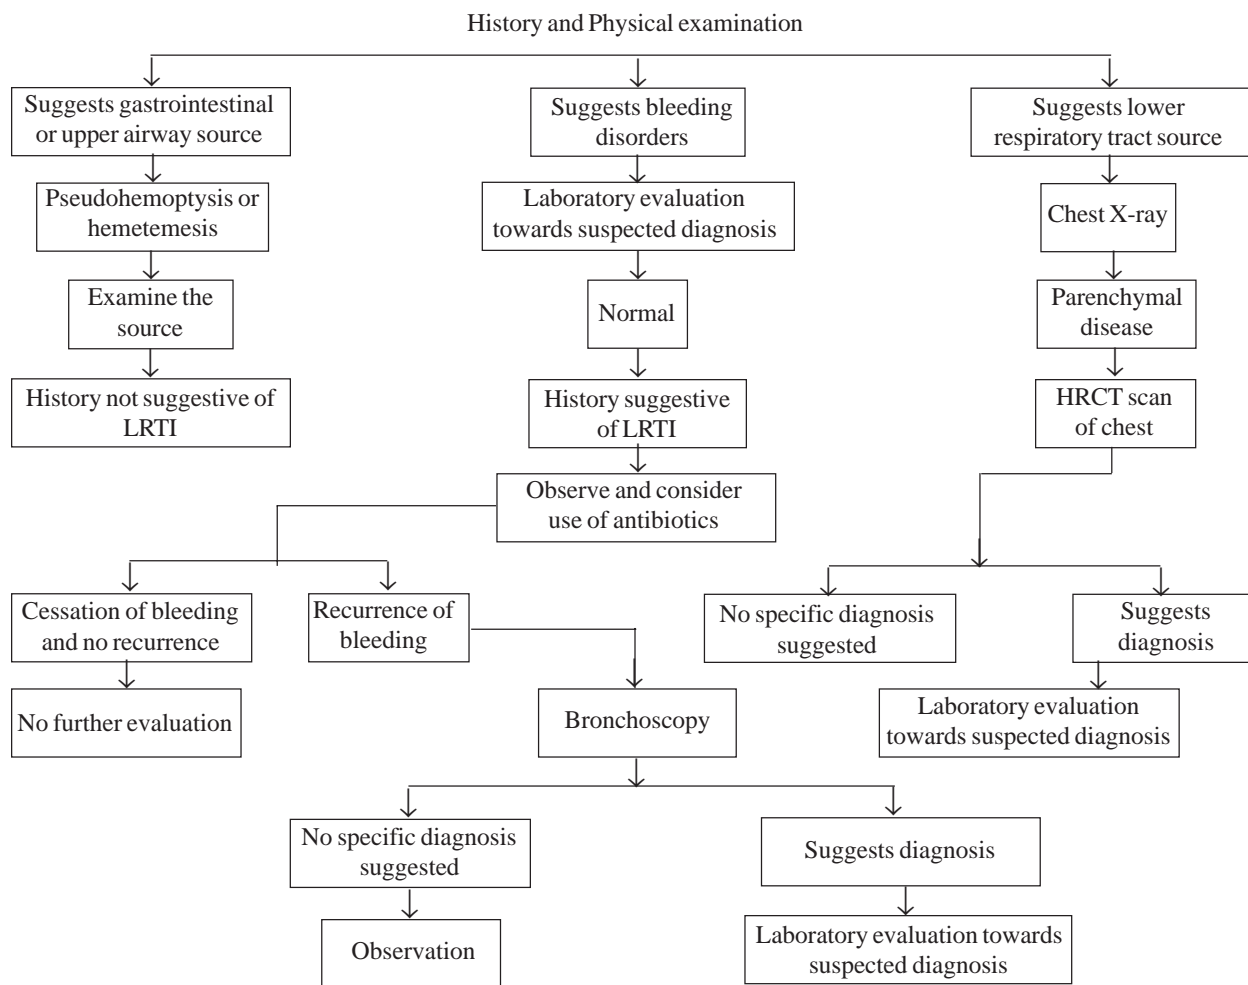 History and Physical examination
Suggests gastrointestinal
or upper airway source
Suggests bleeding
disorders
Suggests lower
respiratory tract source
Pseudohemoptysis or
hemetemesis
Laboratory evaluation
towards suspected diagnosis
Chest X-ray
Examine the
source
Normal
Parenchymal
disease
History not suggestive of
LRTI
History suggestive
of LRTI
HRCT scan
of chest
Observe and consider
use of antibiotics
Cessation of bleeding
and no recurrence
Recurrence of
bleeding
No specific diagnosis
suggested
Suggests
diagnosis
No further evaluation
Bronchoscopy
Laboratory evaluation
towards suspected diagnosis
No specific diagnosis
suggested
Suggests diagnosis
Observation
Laboratory evaluation towards
suspected diagnosis